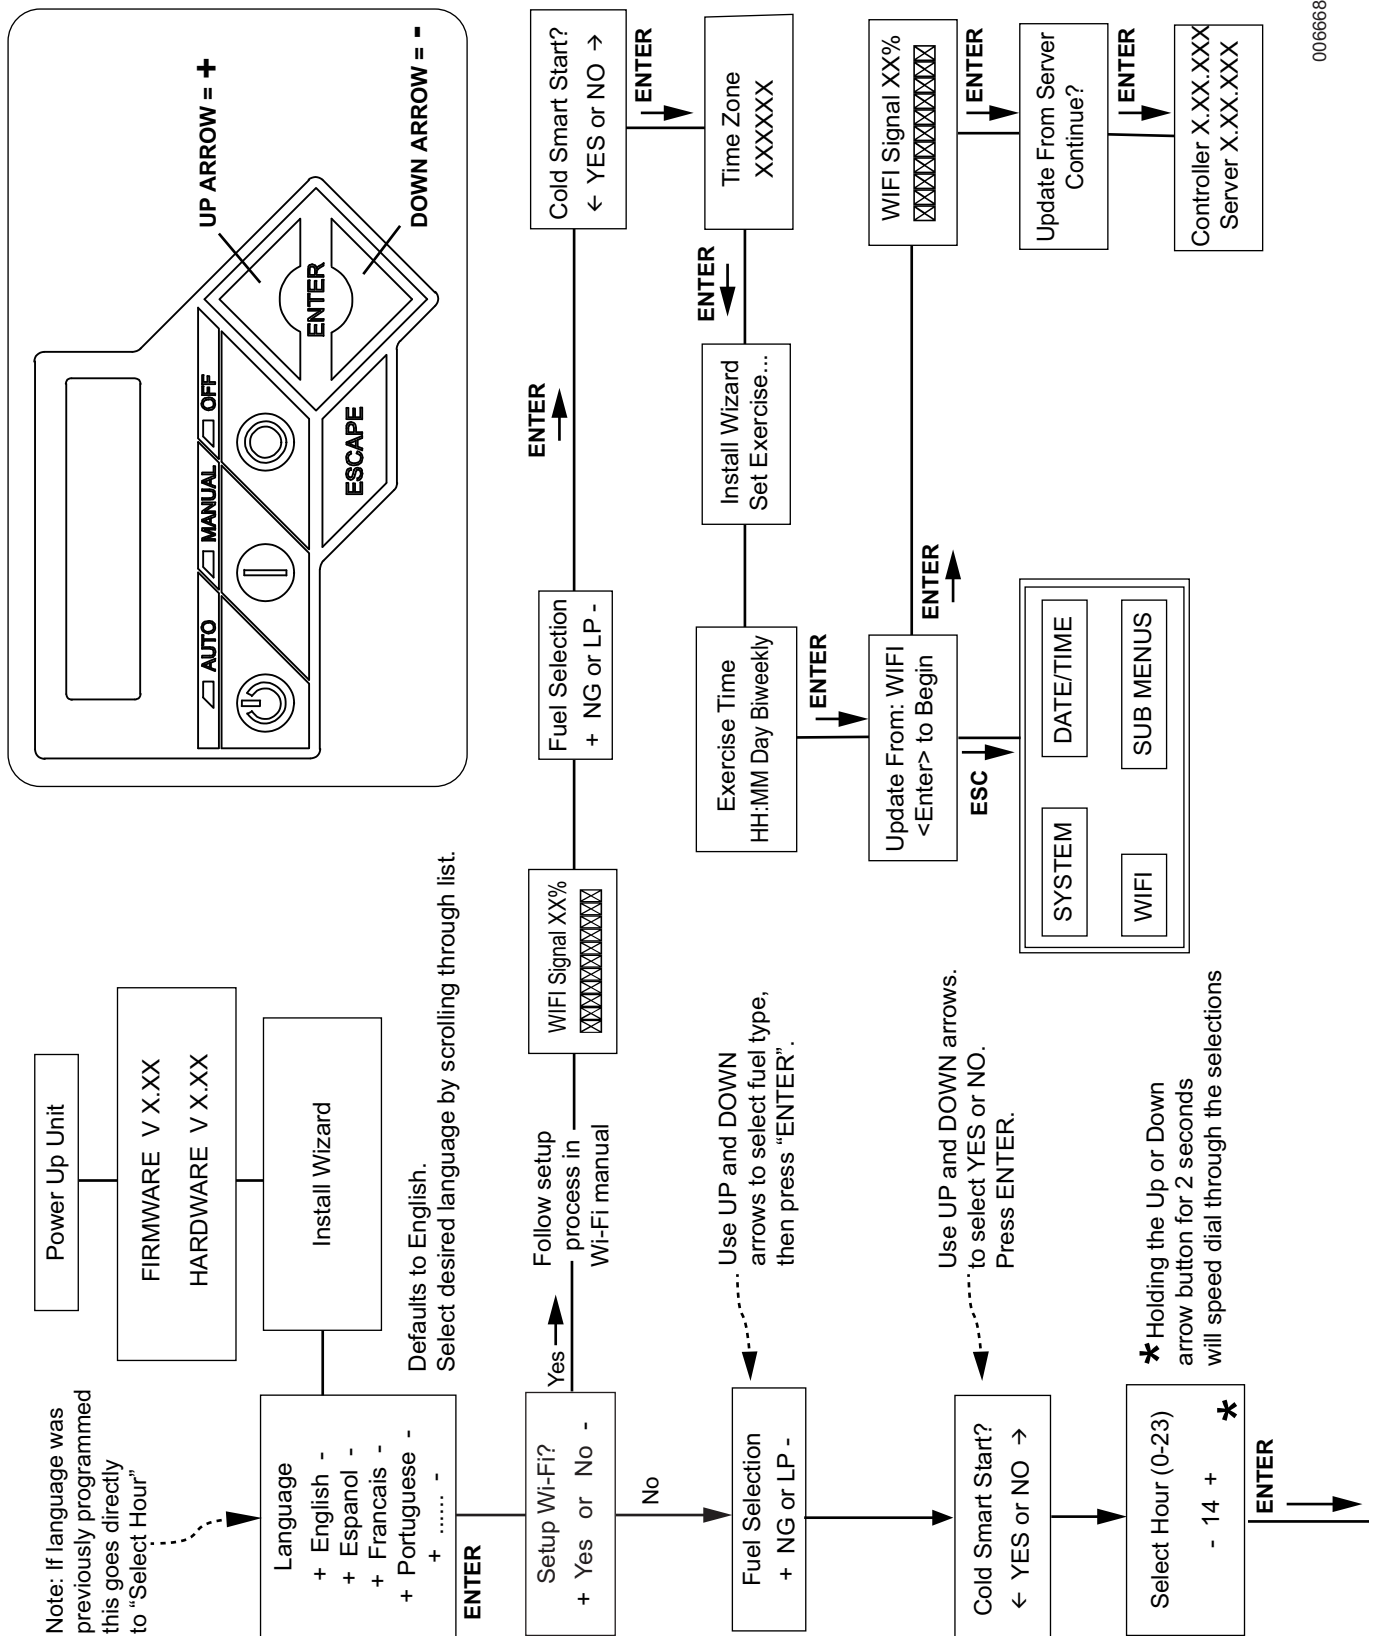 Power Up Unit
FIRMWARE V X.XX
HARDWARE V X.XX
Install Wizard
Note: If language was
previously programmed
this goes directly
to “Select Hour”
Language
+ English -
+ Espanol -
+ Francais -
+ Portuguese -
+ ...... -
Defaults to English.
Select desired language by scrolling through list.
ENTER
Setup Wi-Fi?
+ Yes or No -
Yes
Follow setup
process in
Wi-Fi manual
WIFI Signal XX%
Fuel Selection
+ NG or LP -
ENTER
Cold Smart Start?
← YES or NO →
ENTER
Time Zone
XXXXXX
ENTER
Install Wizard
Set Exercise...
Exercise Time
HH:MM Day Biweekly
ENTER
Update From: WIFI
<Enter> to Begin
ENTER
WIFI Signal XX%
ENTER
Update From Server
Continue?
ENTER
Controller X.XX.XXX
Server X.XX.XXX
ESC
SYSTEM
DATE/TIME
WIFI
SUB MENUS
No
Fuel Selection
+ NG or LP -
Use UP and DOWN
arrows to select fuel type,
then press “ENTER”.
Cold Smart Start?
← YES or NO →
Use UP and DOWN arrows.
to select YES or NO.
Press ENTER.
Select Hour (0-23)
- 14 +
*
* Holding the Up or Down
arrow button for 2 seconds
will speed dial through the selections
ENTER
AUTO
MANUAL
OFF
ESCAPE
ENTER
UP ARROW = +
DOWN ARROW = -
006668